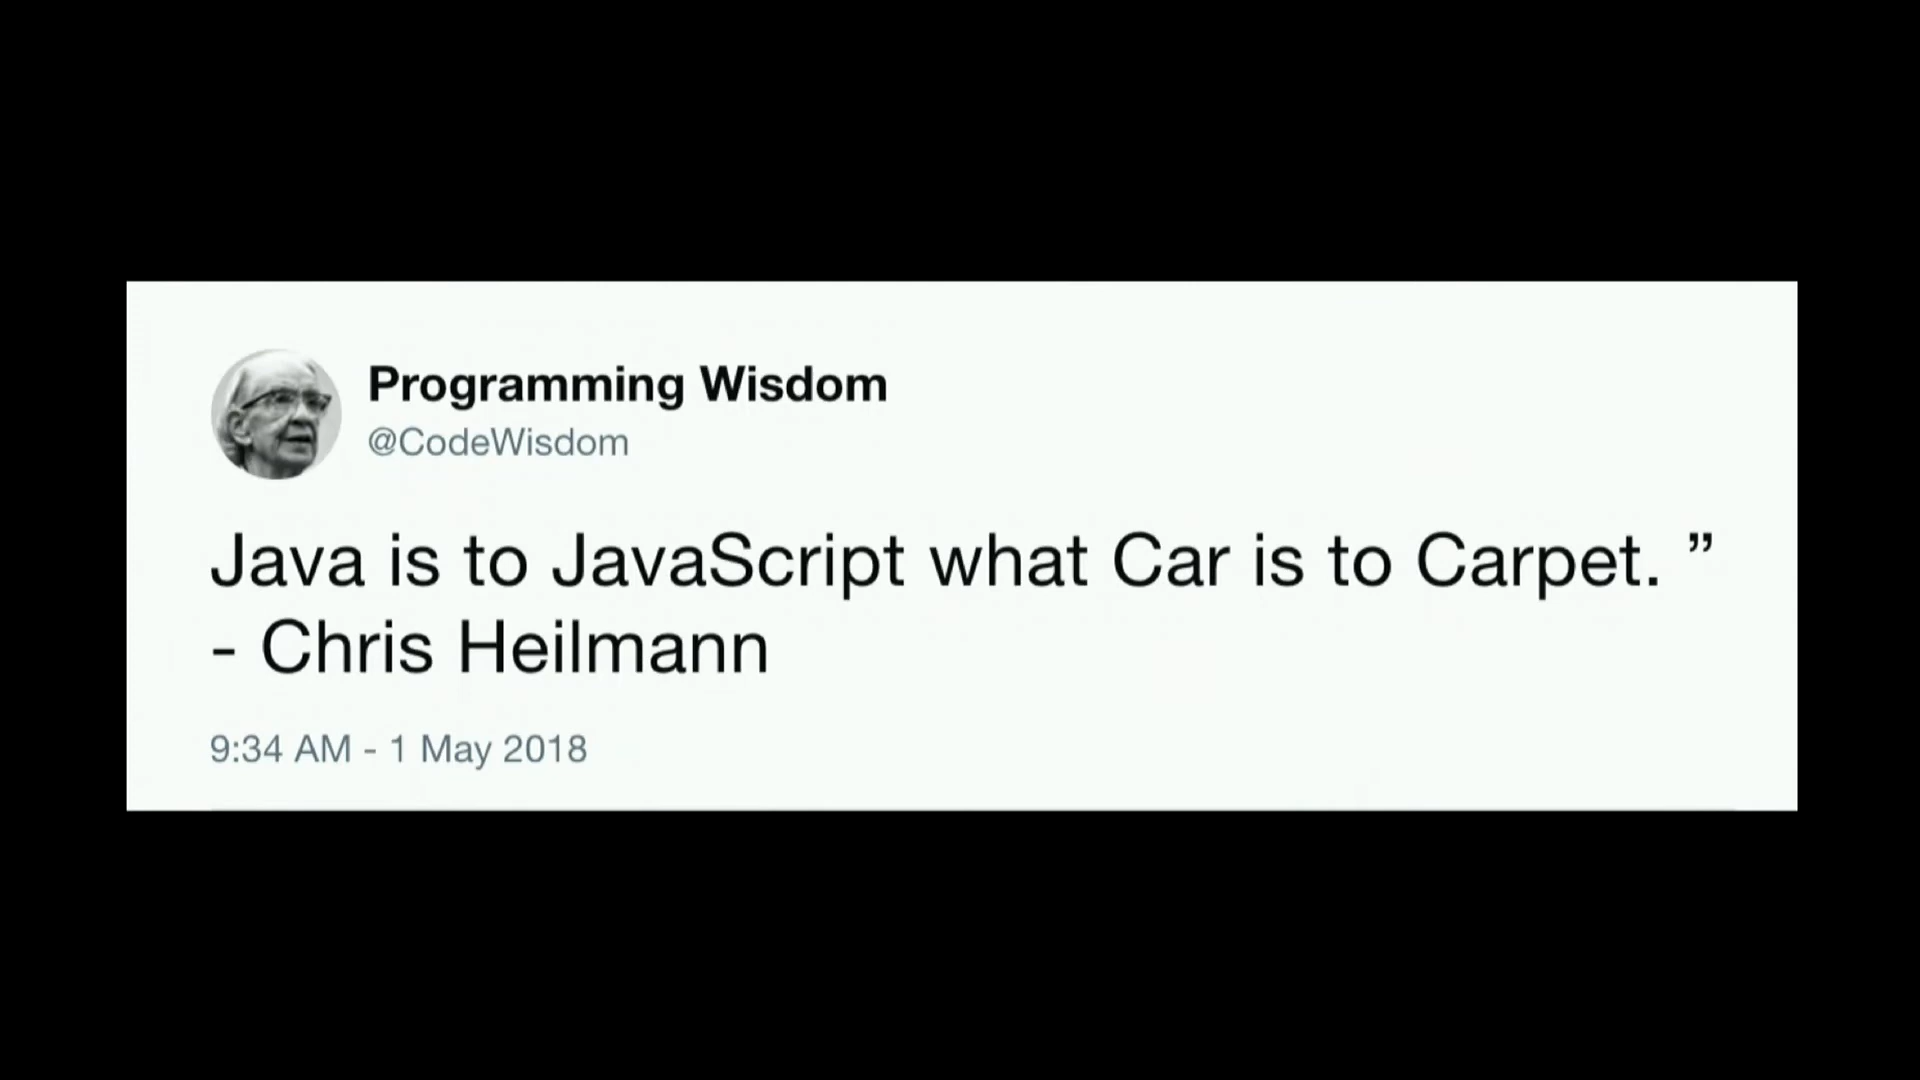 Programming Wisdom
@CodeWisdom
Java is to JavaScript what Car is to Carpet. ”
- Chris Heilmann
9:34 AM - 1 May 2018